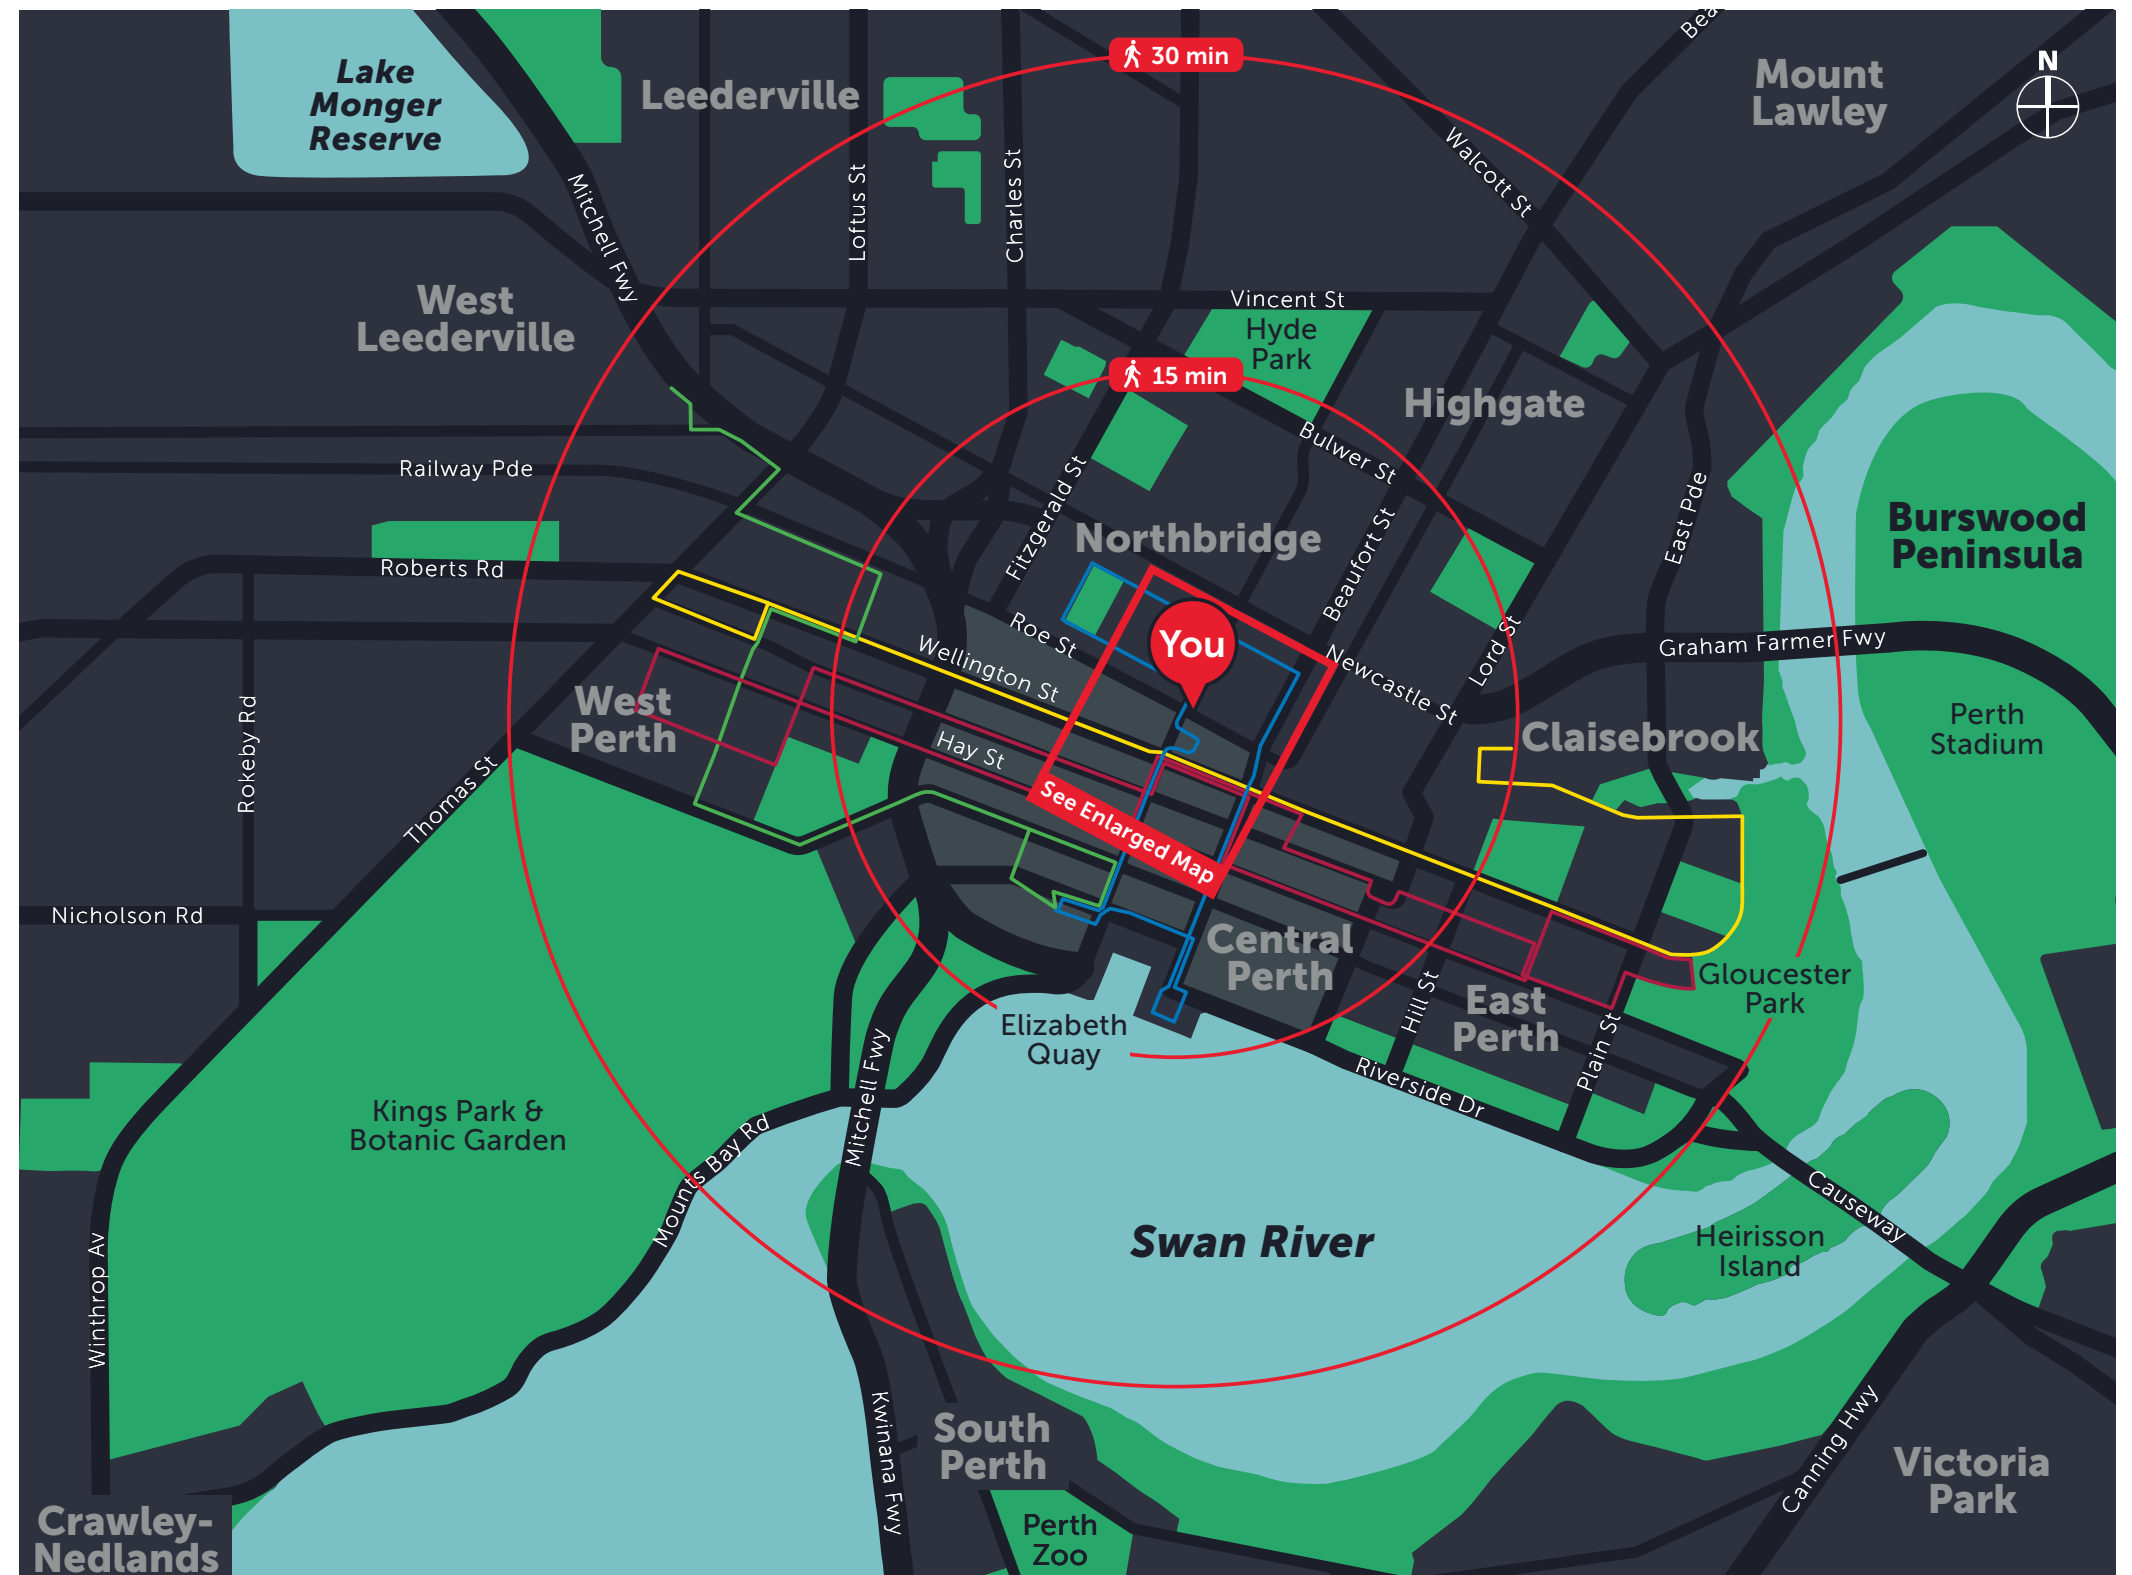 Bea
N
30 min
Lake
Monger
Reserve
Leederville
Mount
Lawley
Mitchell Fwy
Loftus St
Charles St
Walcott St
West
Leederville
Vincent St
Hyde
Park
15 min
Highgate
Bulwer St
Railway Pde
Fitzgerald St
Northbridge
Beaufort St
East Pde
Burswood
Peninsula
Roberts Rd
Roe St
You
Newcastle St
Lord St
Graham Farmer Fwy
Wellington St
West
Perth
Rokeby Rd
Hay St
Claisebrook
Perth
Stadium
Thomas St
See Enlarged Map
Nicholson Rd
Central
Perth
Hill St
East
Perth
Gloucester
Park
Elizabeth
Quay
Plain St
Riverside Dr
Kings Park &
Botanic Garden
Mitchell Fwy
Mounts Bay Rd
Causeway
Swan River
Heirisson
Island
Winthrop Av
Kwinana Fwy
South
Perth
Canning Hwy
Victoria
Park
Crawley-
Nedlands
Perth
Zoo